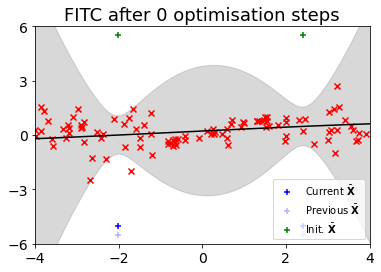 FITC after 0 optimisation steps
6
3
0
−3
−6
−4
−2
0
2
4
Current X̄
Previous X̄
Init. X̄